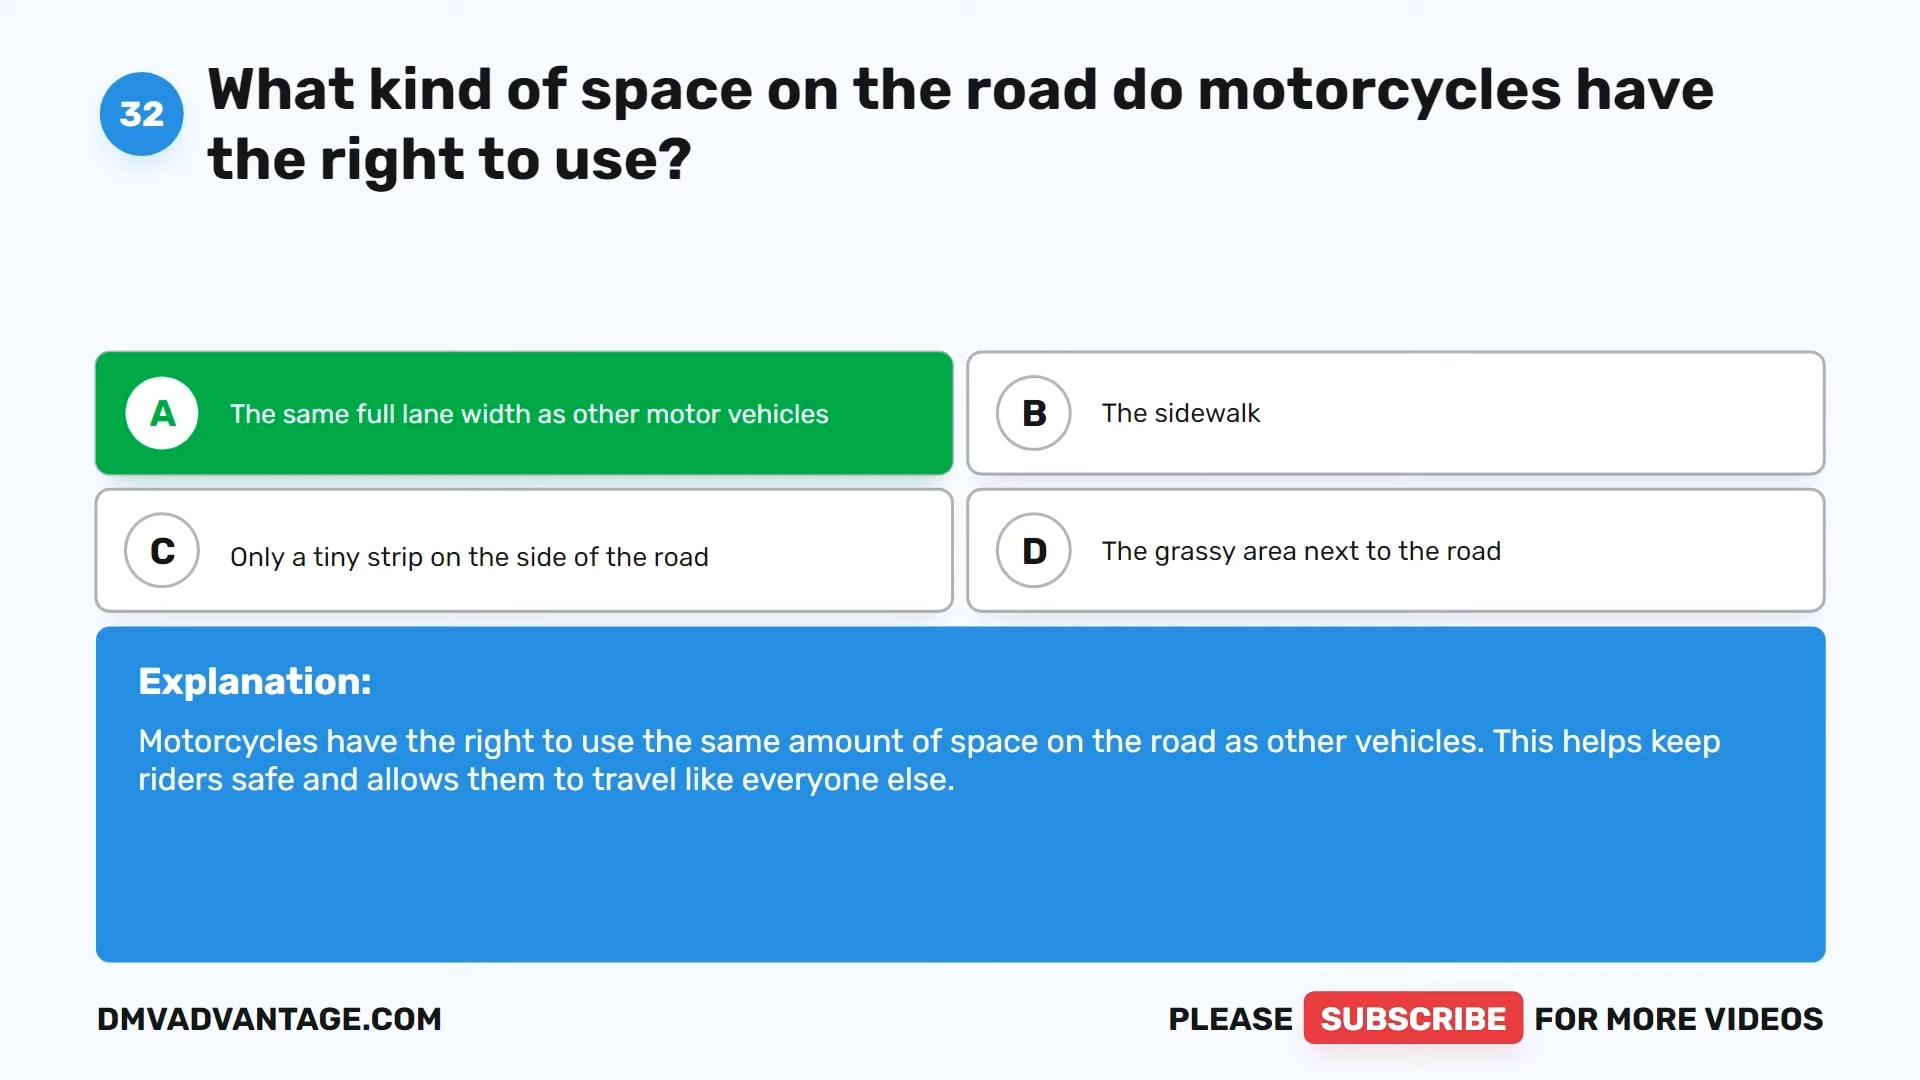 32
What kind of space on the road do motorcycles have
the right to use?
A
The same full lane width as other motor vehicles
B
The sidewalk
C
Only a tiny strip on the side of the road
D
The grassy area next to the road
Explanation:
Motorcycles have the right to use the same amount of space on the road as other vehicles. This helps keep
riders safe and allows them to travel like everyone else.
DMVADVANTAGE.COM
PLEASE SUBSCRIBE FOR MORE VIDEOS